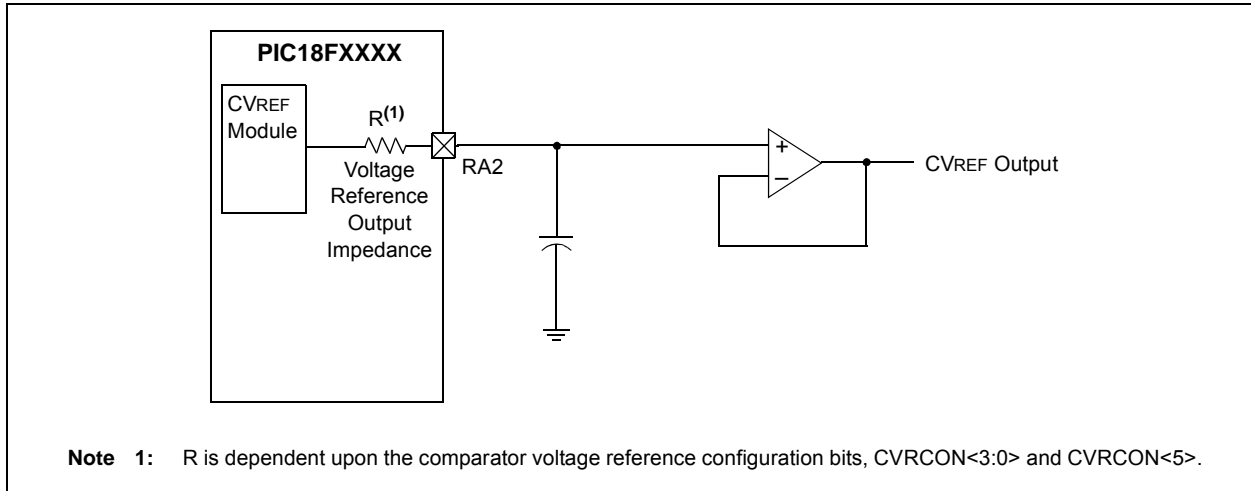 PIC18FXXXX
CVREF
Module
R(1)
Voltage
Reference
Output
Impedance
RA2
+
–
CVREF Output
Note 1: R is dependent upon the comparator voltage reference configuration bits, CVRCON<3:0> and CVRCON<5>.